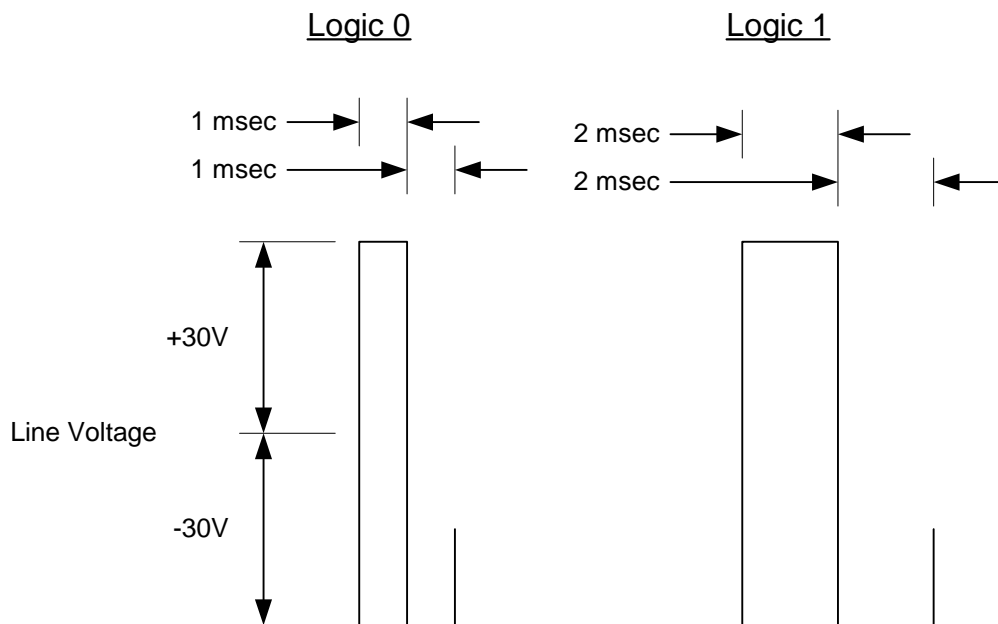 Logic 0
Logic 1
1 msec
1 msec
2 msec
2 msec
+30V
Line Voltage
-30V